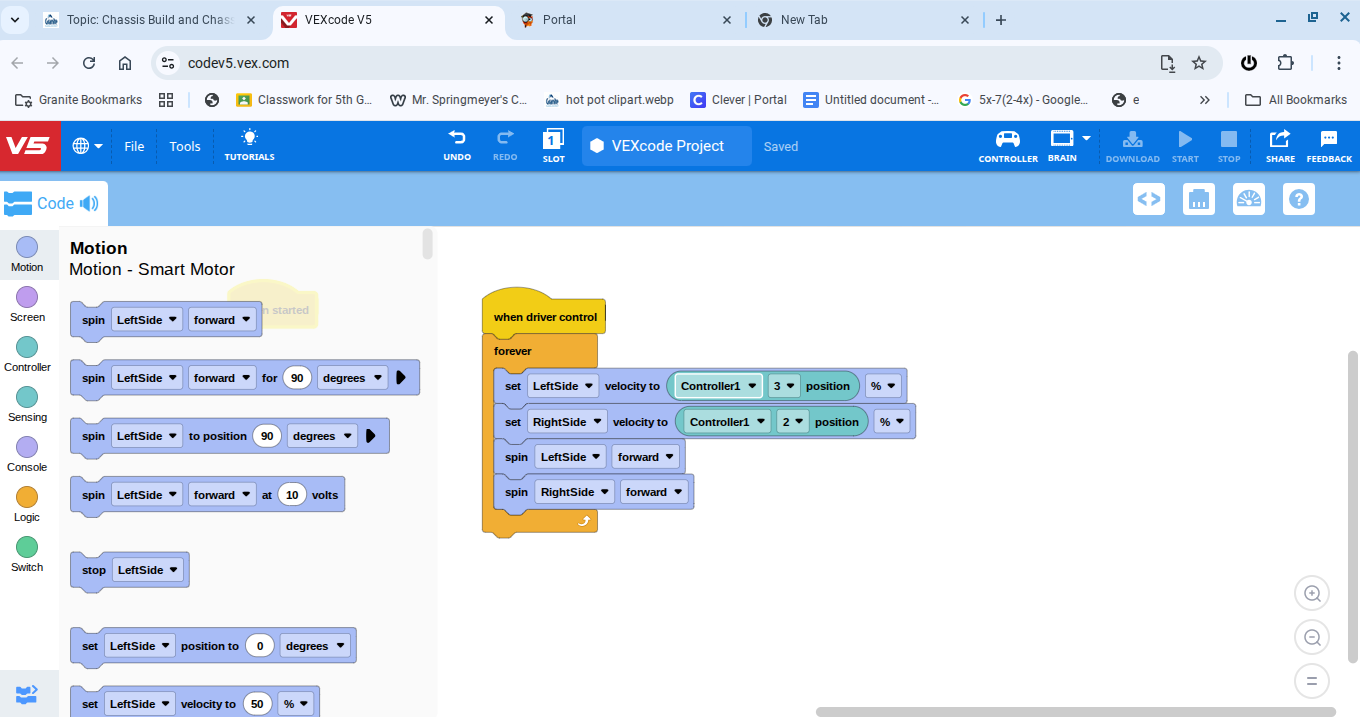 Topic: Chassis Build and Chas
VEXcode V5
Portal
New Tab
codev5.vex.com
Granite Bookmarks
Classwork for 5th G...
Mr. Springmeyer's C...
hot pot clipart.webp
Clever | Portal
Untitled document -...
5x-7(2-4x) - Google...
e
All Bookmarks
V5
File
Tools
TUTORIALS
UNDO
REDO
1
SLOT
VEXcode Project
Saved
CONTROLLER
BRAIN
DOWNLOAD
START
STOP
SHARE
FEEDBACK
Code
Motion
Screen
Controller
Sensing
Console
Logic
Switch
Motion
Motion - Smart Motor
started
spin LeftSide forward
spin LeftSide forward for 90 degrees
spin LeftSide to position 90 degrees
spin LeftSide forward at 10 volts
stop LeftSide
set LeftSide position to 0 degrees
set LeftSide velocity to 50 %
when driver control
forever
set LeftSide velocity to Controller1 3 position %
set RightSide velocity to Controller1 2 position %
spin LeftSide forward
spin RightSide forward